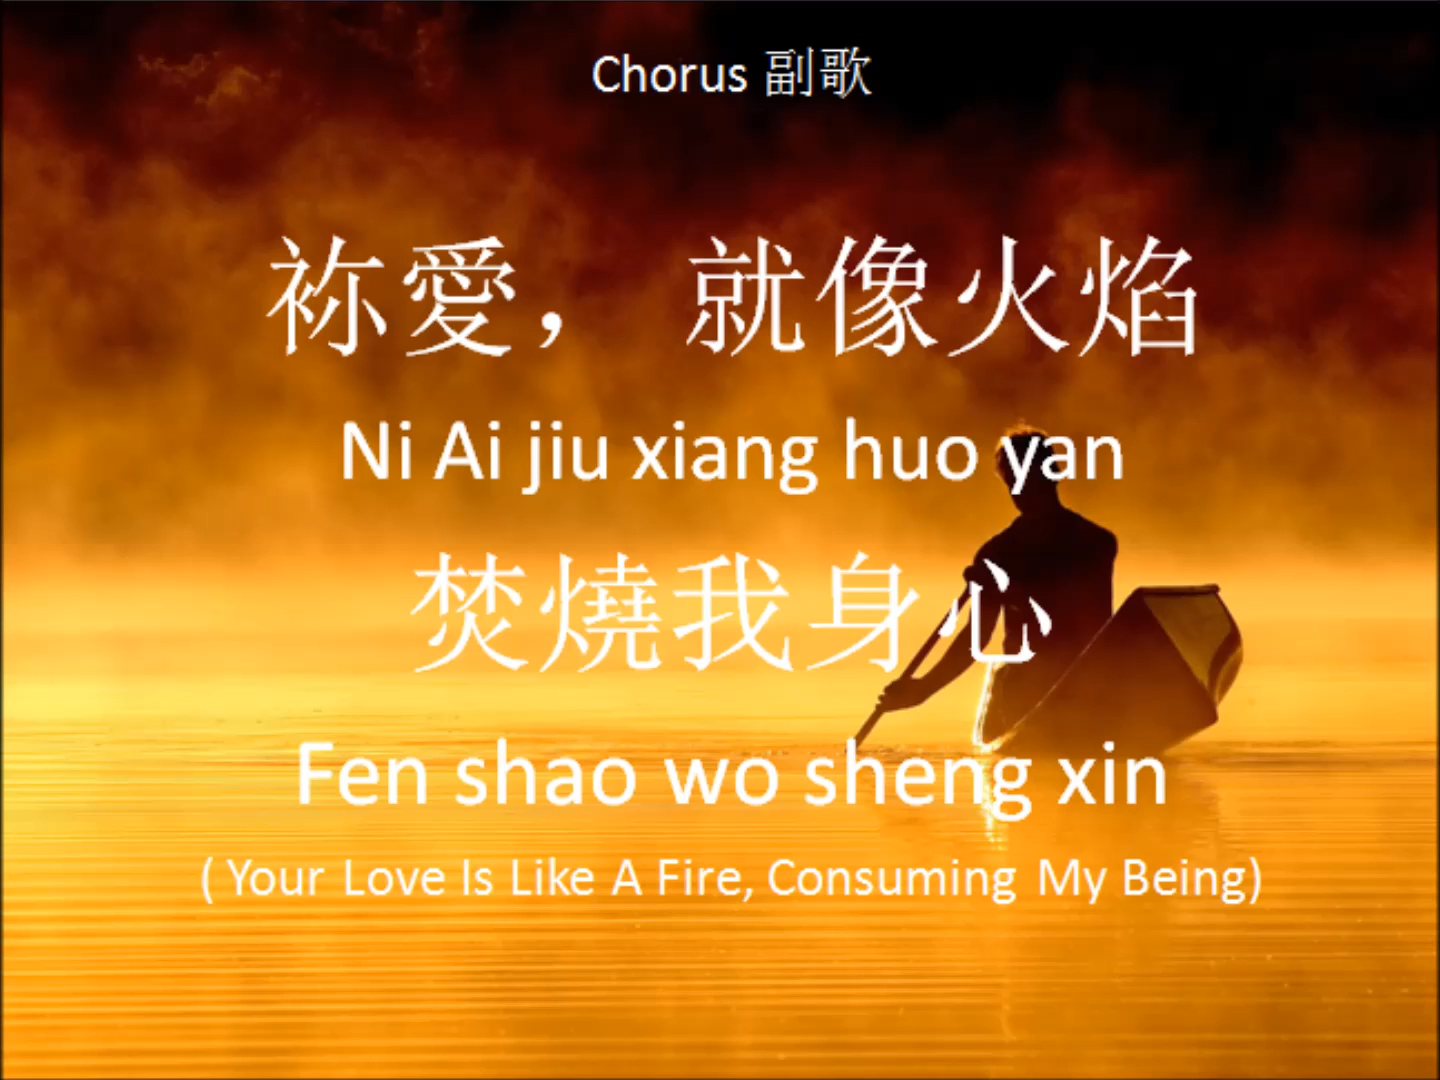 Chorus 副歌
祢愛，就像火焰
Ni Ai jiu xiang huo yan
焚燒我身心
Fen shao wo sheng xin
( Your Love Is Like A Fire, Consuming My Being)